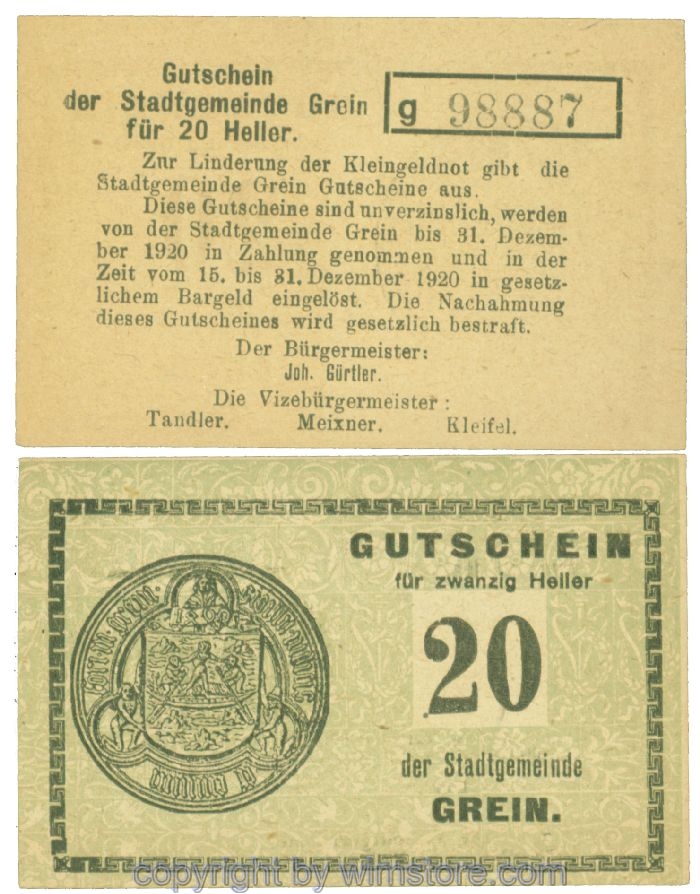 Gutschein
der Stadtgemeinde Grein
für 20 Heller.
g 98887
Zur Linderung der Kleingeldnot gibt die
Stadtgemeinde Grein Gutscheine aus.
Diese Gutscheine sind unverzinslich, werden
von der Stadtgemeinde Grein bis 31. Dezem-
ber 1920 in Zahlung genommen und in der
Zeit vom 15. bis 31. Dezember 1920 in gesetz-
lichem Bargeld eingelöst. Die Nachahmung
dieses Gutscheines wird gesetzlich bestraft.
Der Bürgermeister:
Joh. Gürtler.
Die Vizebürgermeister:
Tandler. Meixner. Kleifel.
GUTSCHEIN
für zwanzig Heller
20
der Stadtgemeinde
GREIN.
copyright by wimstore.com